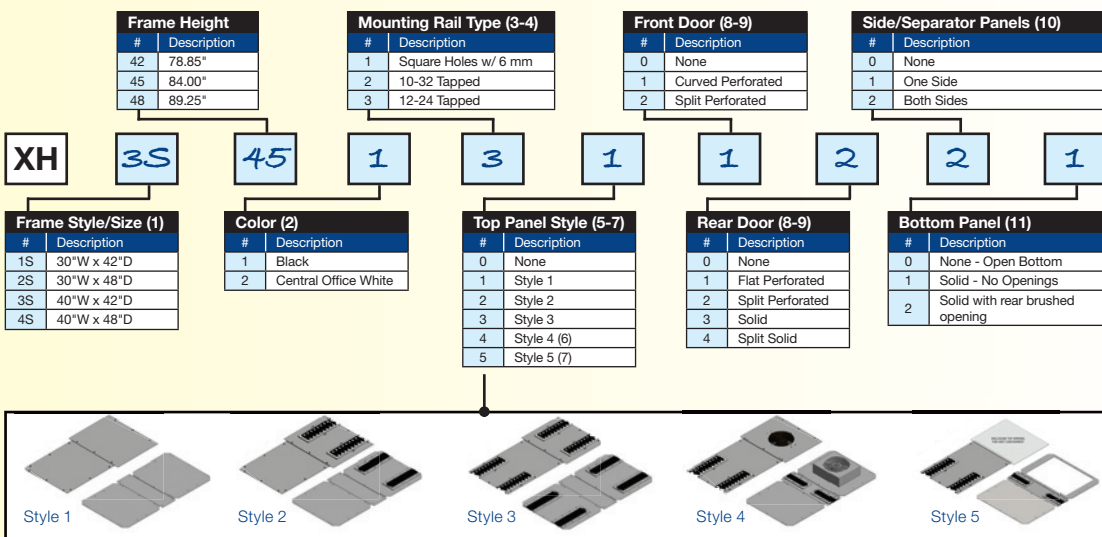 Frame Height
# Description
42 78.85"
45 84.00"
48 89.25"
Mounting Rail Type (3-4)
# Description
1 Square Holes w/ 6 mm
2 10-32 Tapped
3 12-24 Tapped
Front Door (8-9)
# Description
0 None
1 Curved Perforated
2 Split Perforated
Side/Separator Panels (10)
# Description
0 None
1 One Side
2 Both Sides
XH 3S 45 1 3 1 1 2 2 1
Frame Style/Size (1)
# Description
1S 30"W x 42"D
2S 30"W x 48"D
3S 40"W x 42"D
4S 40"W x 48"D
Color (2)
# Description
1 Black
2 Central Office White
Top Panel Style (5-7)
# Description
0 None
1 Style 1
2 Style 2
3 Style 3
4 Style 4 (6)
5 Style 5 (7)
Rear Door (8-9)
# Description
0 None
1 Flat Perforated
2 Split Perforated
3 Solid
4 Split Solid
Bottom Panel (11)
# Description
0 None - Open Bottom
1 Solid - No Openings
2 Solid with rear brushed
opening
Style 1
Style 2
Style 3
Style 4
Style 5